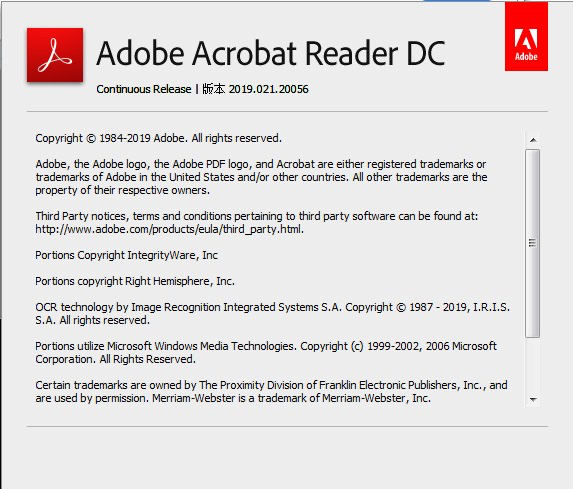 Adobe Acrobat Reader DC
Adobe
Continuous Release | 版本 2019.021.20056
Copyright © 1984-2019 Adobe. All rights reserved.
Adobe, the Adobe logo, the Adobe PDF logo, and Acrobat are either registered trademarks or
trademarks of Adobe in the United States and/or other countries. All other trademarks are the
property of their respective owners.
Third Party notices, terms and conditions pertaining to third party software can be found at:
http://www.adobe.com/products/eula/third_party.html.
Portions Copyright IntegrityWare, Inc
Portions copyright Right Hemisphere, Inc.
OCR technology by Image Recognition Integrated Systems S.A. Copyright © 1987 - 2019, I.R.I.S.
S.A. All rights reserved.
Portions utilize Microsoft Windows Media Technologies. Copyright (c) 1999-2002, 2006 Microsoft
Corporation. All Rights Reserved.
Certain trademarks are owned by The Proximity Division of Franklin Electronic Publishers, Inc., and
are used by permission. Merriam-Webster is a trademark of Merriam-Webster, Inc.